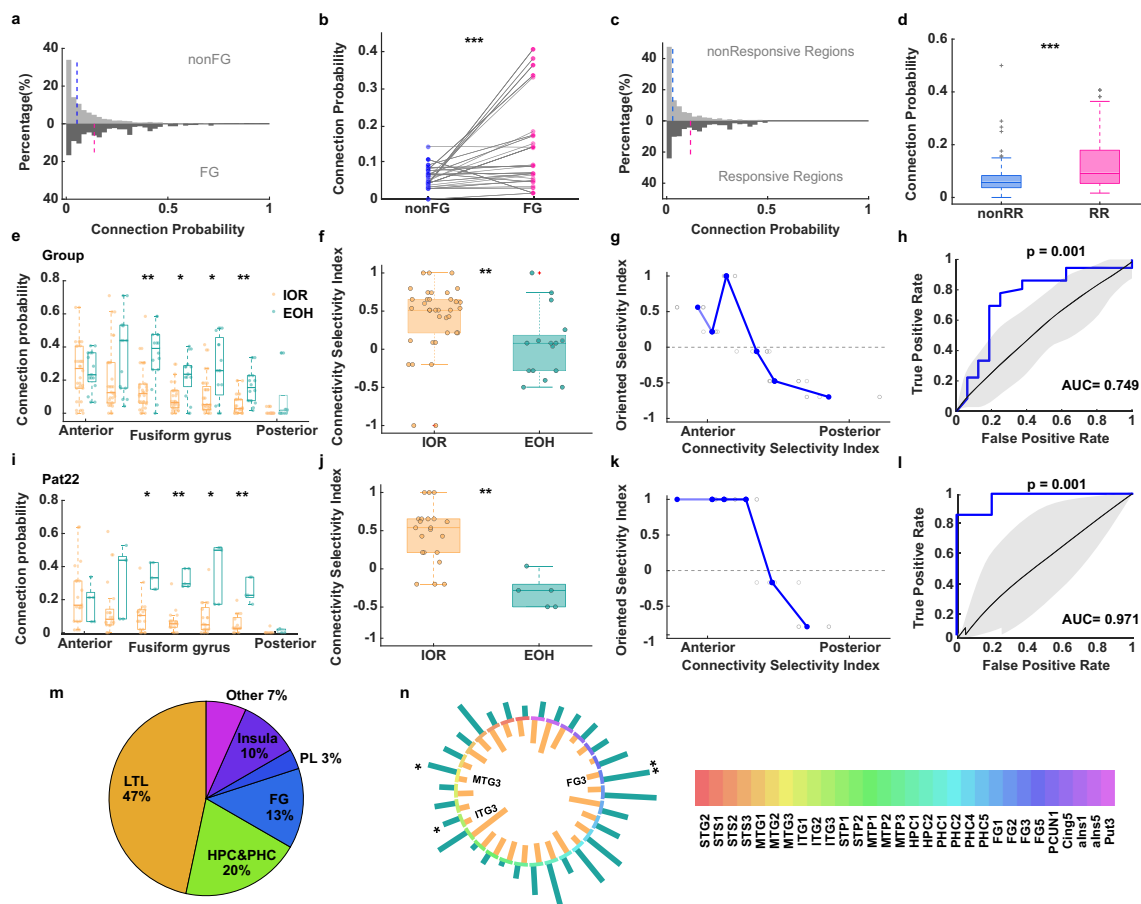 a
Percentage(%)
40
20
0
20
40
nonFG
FG
0
0.5
1
Connection Probability
b
Connection Probability
0.4
0.3
0.2
0.1
0
***
nonFG
FG
c
Percentage(%)
40
20
0
20
40
nonResponsive Regions
Responsive Regions
0
0.5
1
Connection Probability
d
Connection Probability
0.6
0.4
0.2
0
***
nonRR
RR
e
Group
Connection probability
0.8
0.6
0.4
0.2
0
**
*
*
**
IOR
EOH
Anterior
Fusiform gyrus
Posterior
f
Connectivity Selectivity Index
1
0.5
0
-0.5
-1
**
IOR
EOH
g
Oriented Selectivity Index
1
0.5
0
-0.5
-1
Anterior
Posterior
Connectivity Selectivity Index
h
p = 0.001
True Positive Rate
1
0.8
0.6
0.4
0.2
0
AUC= 0.749
0
0.2
0.4
0.6
0.8
1
False Positive Rate
i
Pat22
Connection probability
0.8
0.6
0.4
0.2
0
*
**
*
**
Anterior
Fusiform gyrus
Posterior
j
Connectivity Selectivity Index
1
0.5
0
-0.5
-1
**
IOR
EOH
k
Oriented Selectivity Index
1
0.5
0
-0.5
-1
Anterior
Posterior
Connectivity Selectivity Index
l
p = 0.001
True Positive Rate
1
0.8
0.6
0.4
0.2
0
AUC= 0.971
0
0.2
0.4
0.6
0.8
1
False Positive Rate
m
Other 7%
Insula
10%
PL 3%
FG
13%
HPC&PHC
20%
LTL
47%
n
*
MTG3
FG3
**
ITG3
*
STG2
STS1
STS2
STS3
MTG1
MTG2
MTG3
ITG1
ITG2
ITG3
STP1
STP2
MTP1
MTP2
MTP3
HPC1
HPC2
PHC1
PHC2
PHC4
PHC5
FG1
FG2
FG3
FG5
PCUN1
Cing5
aIns1
aIns5
Put3